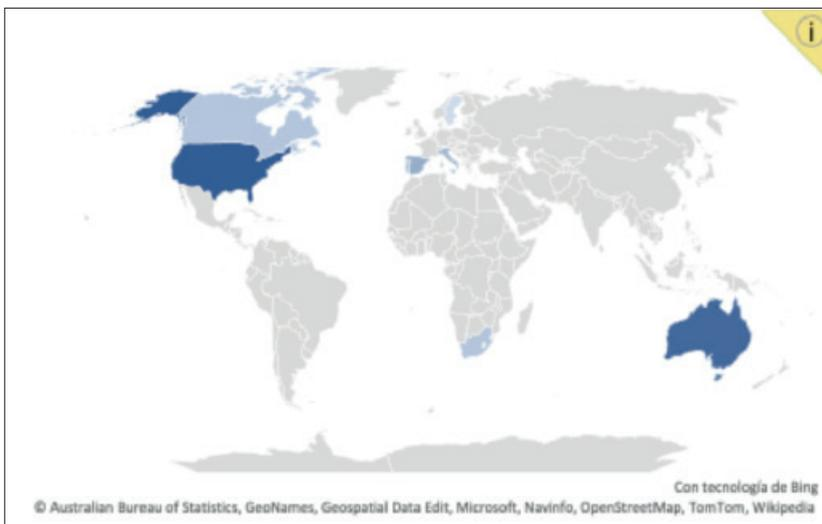 i
Con tecnología de Bing
© Australian Bureau of Statistics, GeoNames, Geospatial Data Edit, Microsoft, Navinfo, OpenStreetMap, TomTom, Wikipedia